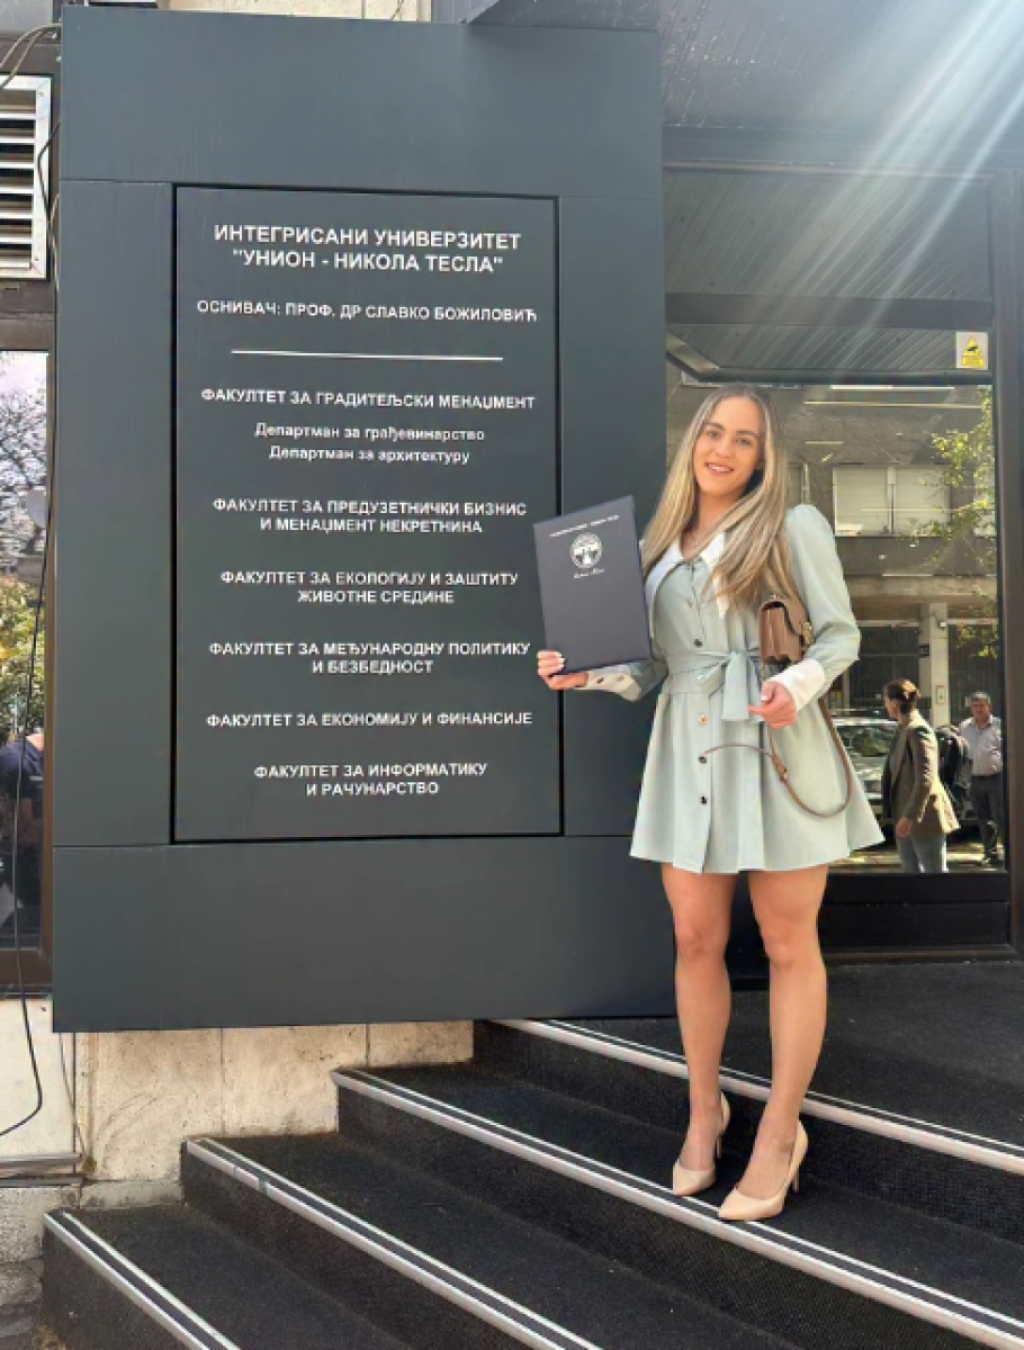 ИНТЕГРИСАНИ УНИВЕРЗИТЕТ
"УНИОН - НИКОЛА ТЕСЛА"
ОСНИВАЧ: ПРОФ. ДР СЛАВКО БОЖИЛОВИЋ
ФАКУЛТЕТ ЗА ГРАДИТЕЉСКИ МЕНАЏМЕНТ
Департман за грађевинарство
Департман за архитектуру
ФАКУЛТЕТ ЗА ПРЕДУЗЕТНИЧКИ БИЗНИС
И МЕНАЏМЕНТ НЕКРЕТНИНА
ФАКУЛТЕТ ЗА ЕКОЛОГИЈУ И ЗАШТИТУ
ЖИВОТНЕ СРЕДИНЕ
ФАКУЛТЕТ ЗА МЕЂУНАРОДНУ ПОЛИТИКУ
И БЕЗБЕДНОСТ
ФАКУЛТЕТ ЗА ЕКОНОМИЈУ И ФИНАНСИЈЕ
ФАКУЛТЕТ ЗА ИНФОРМАТИКУ
И РАЧУНАРСТВО